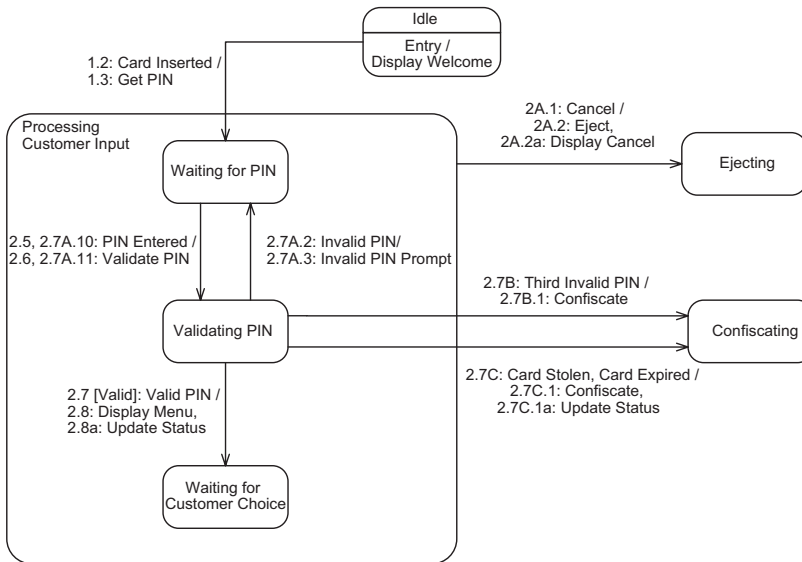 Idle
Entry /
Display Welcome
1.2: Card Inserted /
1.3: Get PIN
Processing
Customer Input
2A.1: Cancel /
2A.2: Eject,
2A.2a: Display Cancel
Waiting for PIN
Ejecting
2.5, 2.7A.10: PIN Entered /
2.6, 2.7A.11: Validate PIN
2.7A.2: Invalid PIN/
2.7A.3: Invalid PIN Prompt
2.7B: Third Invalid PIN /
2.7B.1: Confiscate
Validating PIN
Confiscating
2.7C: Card Stolen, Card Expired /
2.7C.1: Confiscate,
2.7C.1a: Update Status
2.7 [Valid]: Valid PIN /
2.8: Display Menu,
2.8a: Update Status
Waiting for
Customer Choice